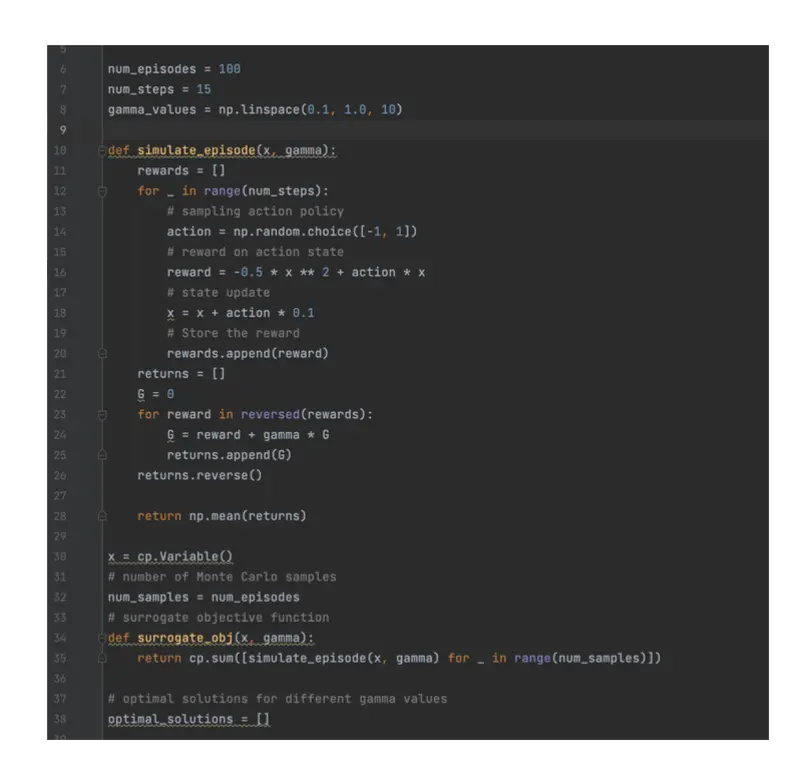 5
6 num_episodes = 100
7 num_steps = 15
8 gamma_values = np.linspace(0.1, 1.0, 10)
9
10 def simulate_episode(x, gamma):
11     rewards = []
12     for _ in range(num_steps):
13         # sampling action policy
14         action = np.random.choice([-1, 1])
15         # reward on action state
16         reward = -0.5 * x ** 2 + action * x
17         # state update
18         x = x + action * 0.1
19         # Store the reward
20         rewards.append(reward)
21     returns = []
22     G = 0
23     for reward in reversed(rewards):
24         G = reward + gamma * G
25         returns.append(G)
26     returns.reverse()
27
28     return np.mean(returns)
29
30 x = cp.Variable()
31 # number of Monte Carlo samples
32 num_samples = num_episodes
33 # surrogate objective function
34 def surrogate_obj(x, gamma):
35     return cp.sum([simulate_episode(x, gamma) for _ in range(num_samples)])
36
37 # optimal solutions for different gamma values
38 optimal_solutions = []
39